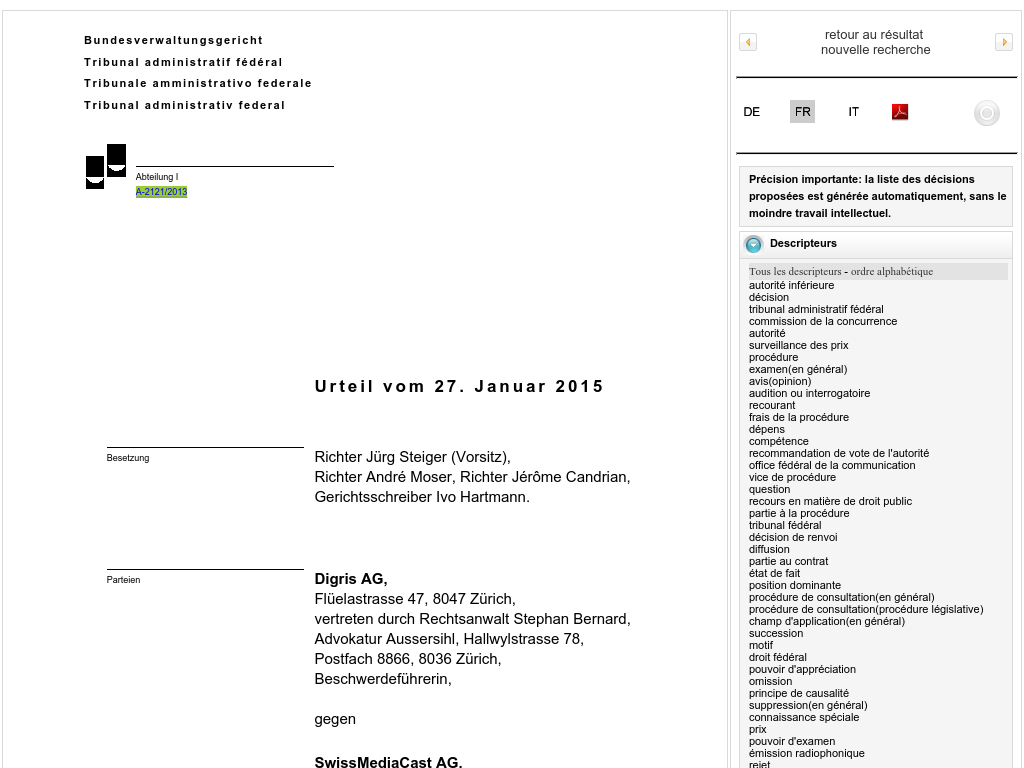 Bundesverwaltungsgericht
Tribunal administratif fédéral
Tribunale amministrativo federale
Tribunal administrativ federal
Abteilung I
A-2121/2013
Urteil vom 27. Januar 2015
Besetzung
Richter Jürg Steiger (Vorsitz),
Richter André Moser, Richter Jérôme Candrian,
Gerichtsschreiber Ivo Hartmann.
Parteien
Digris AG,
Flüelastrasse 47, 8047 Zürich,
vertreten durch Rechtsanwalt Stephan Bernard,
Advokatur Aussersihl, Hallwylstrasse 78,
Postfach 8866, 8036 Zürich,
Beschwerdeführerin,
gegen
SwissMediaCast AG,
retour au résultat
nouvelle recherche
DE FR IT
Précision importante: la liste des décisions
proposées est générée automatiquement, sans le
moindre travail intellectuel.
Descripteurs
Tous les descripteurs - ordre alphabétique
autorité inférieure
décision
tribunal administratif fédéral
commission de la concurrence
autorité
surveillance des prix
procédure
examen(en général)
avis(opinion)
audition ou interrogatoire
recourant
frais de la procédure
dépens
compétence
recommandation de vote de l'autorité
office fédéral de la communication
vice de procédure
question
recours en matière de droit public
partie à la procédure
tribunal fédéral
décision de renvoi
diffusion
partie au contrat
état de fait
position dominante
procédure de consultation(en général)
procédure de consultation(procédure législative)
champ d'application(en général)
succession
motif
droit fédéral
pouvoir d'appréciation
omission
principe de causalité
suppression(en général)
connaissance spéciale
prix
pouvoir d'examen
émission radiophonique
rejet